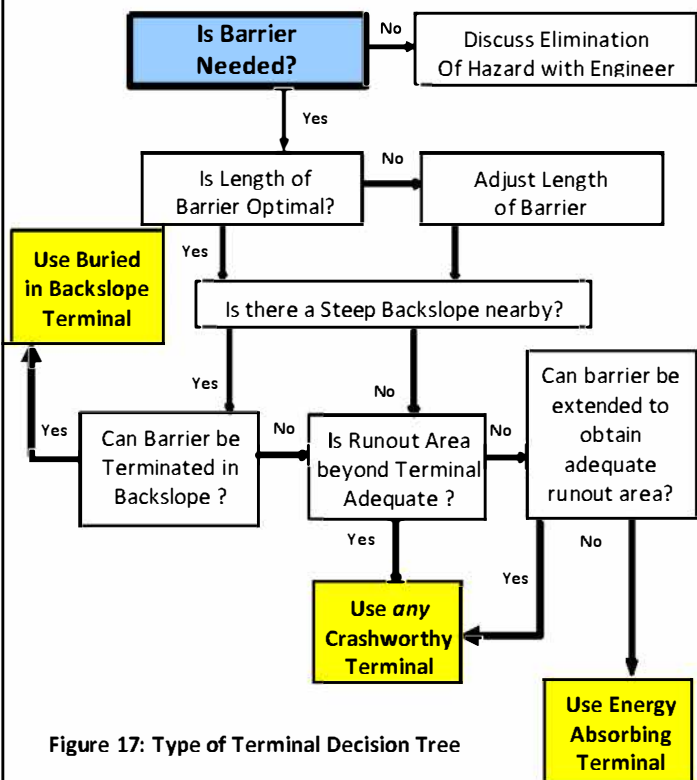 Is Barrier
Needed?
No
Discuss Elimination
Of Hazard with Engineer
Yes
Is Length of
Barrier Optimal?
No
Adjust Length
of Barrier
Yes
Use Buried
in Backslope
Terminal
Is there a Steep Backslope nearby?
Yes
No
Can barrier be
extended to
obtain
adequate
runout area?
Yes
Can Barrier be
Terminated in
Backslope ?
No
Is Runout Area
beyond Terminal
Adequate ?
No
Yes
Yes
No
Use any
Crashworthy
Terminal
Use Energy
Absorbing
Terminal
Figure 17: Type of Terminal Decision Tree